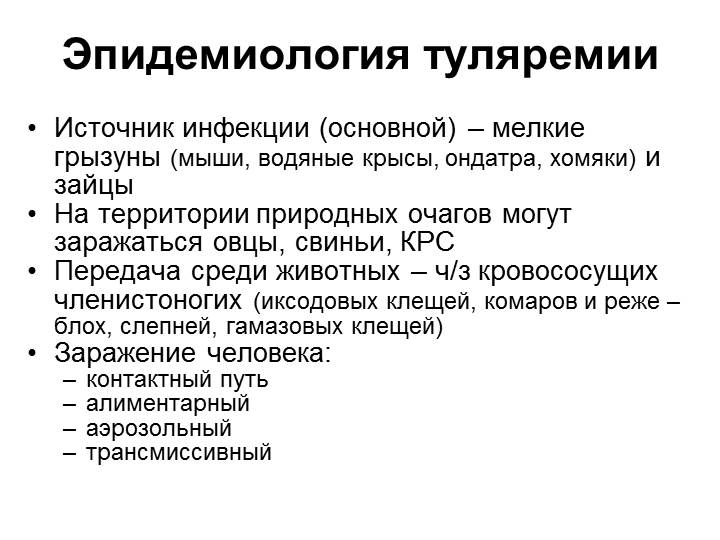 Эпидемиология туляремии
• Источник инфекции (основной) – мелкие
грызуны (мыши, водяные крысы, ондатра, хомяки) и
зайцы
• На территории природных очагов могут
заражаться овцы, свиньи, КРС
• Передача среди животных – ч/з кровососущих
членистоногих (иксодовых клещей, комаров и реже –
блох, слепней, гамазовых клещей)
• Заражение человека:
– контактный путь
– алиментарный
– аэрозольный
– трансмиссивный